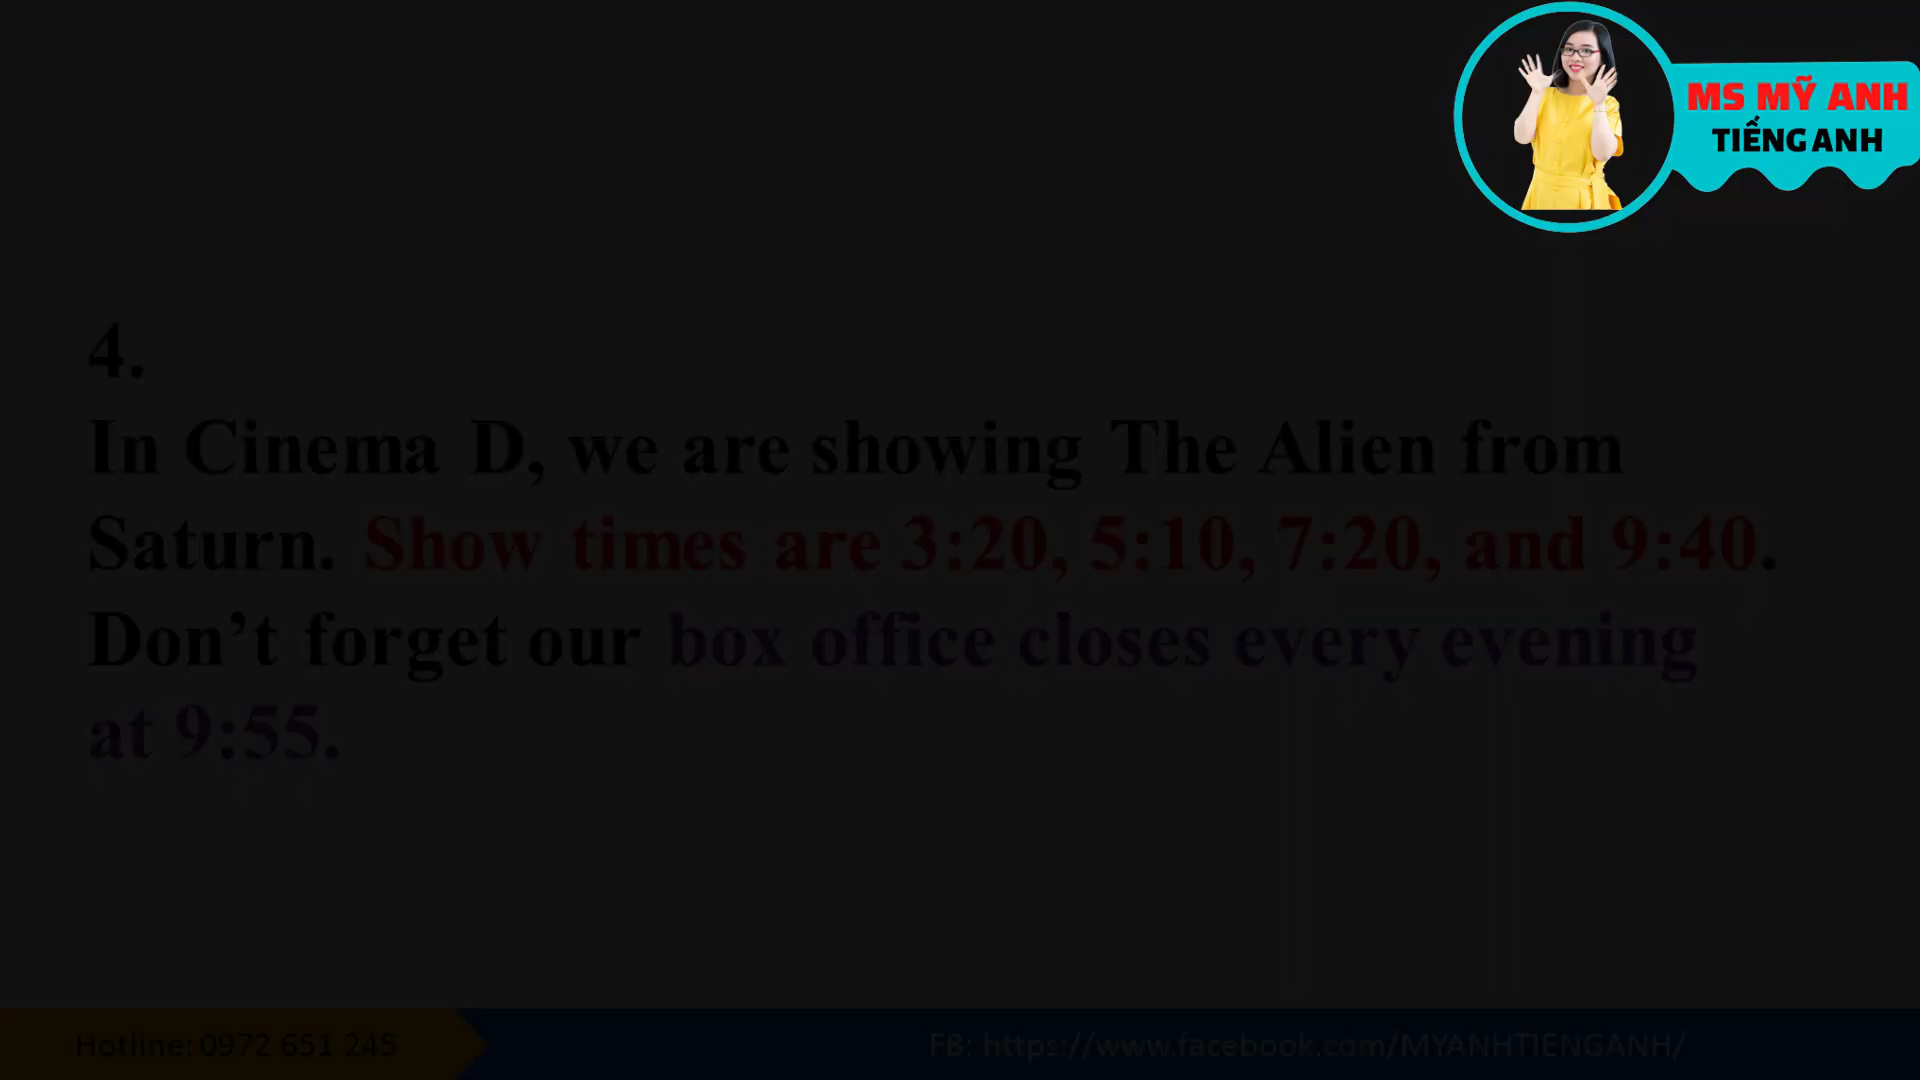 MS MỸ ANH
TIẾNG ANH
4.
In Cinema D, we are showing The Alien from
Saturn. Show times are 3:20, 5:10, 7:20, and 9:40.
Don’t forget our box office closes every evening
at 9:55.
Hotline: 0972 651 245
FB: https://www.facebook.com/MYANHTIENGANH/